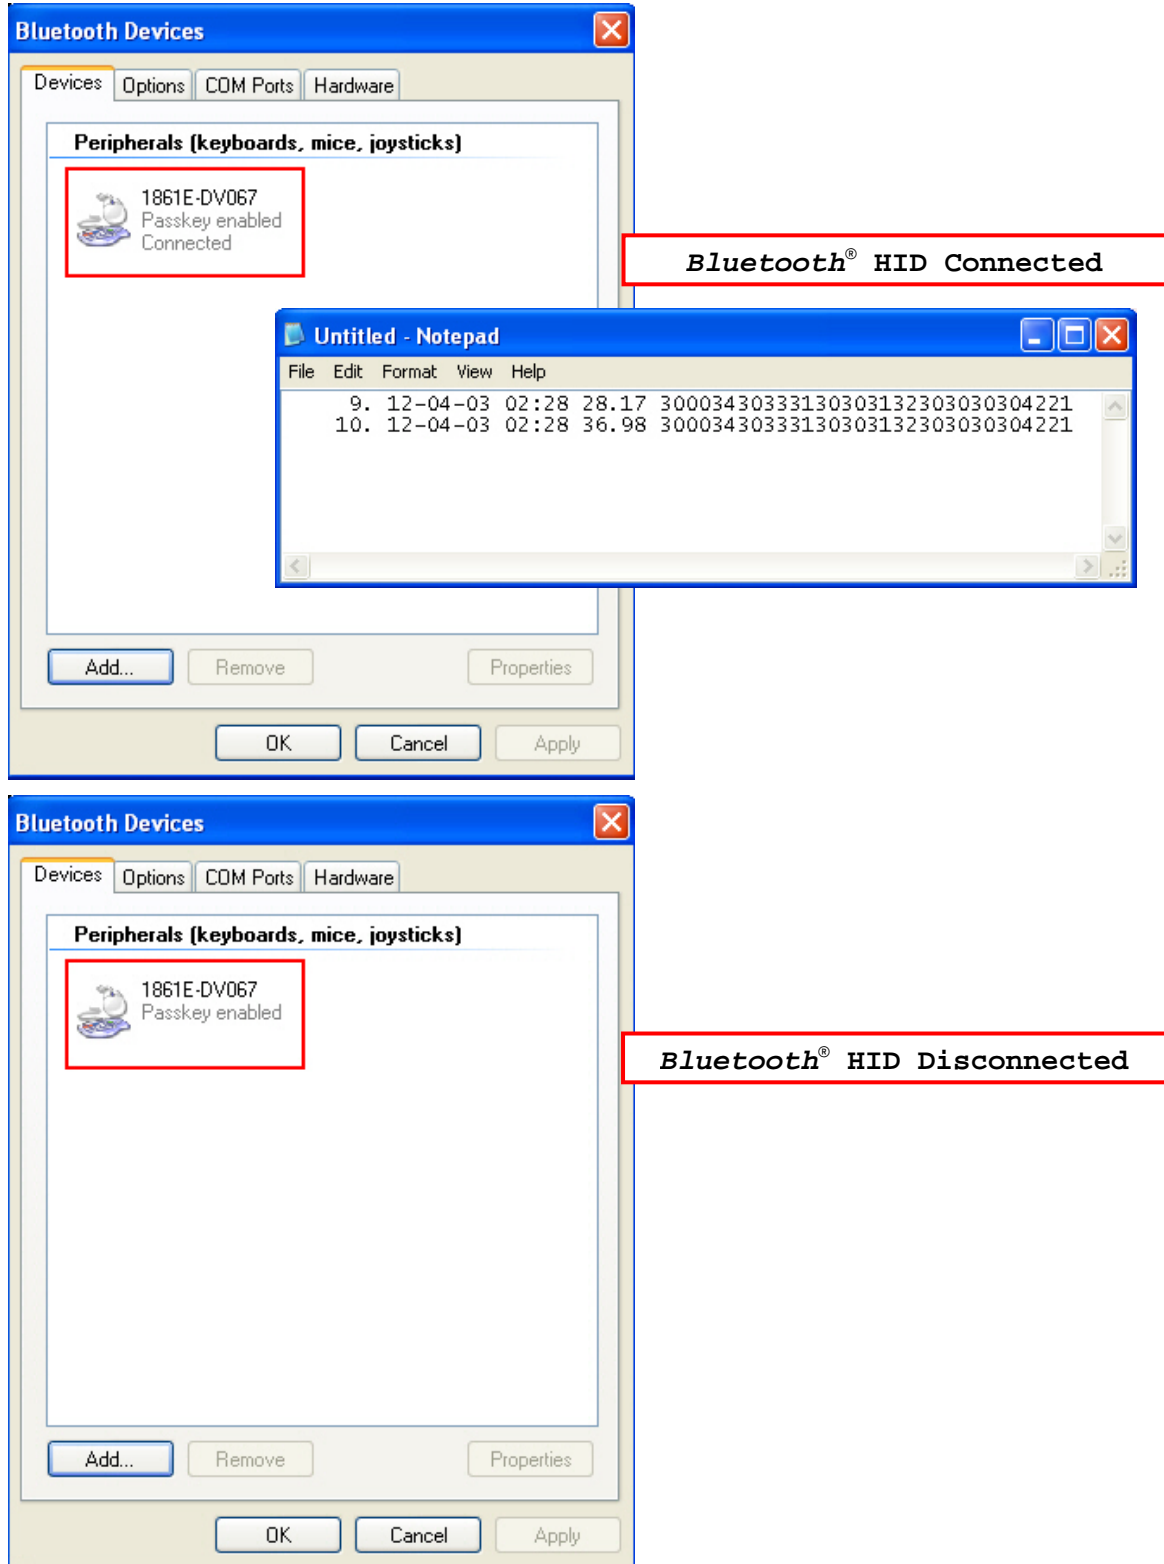 Bluetooth Devices
Devices Options COM Ports Hardware
Peripherals (keyboards, mice, joysticks)
1861E-DV067
Passkey enabled
Connected
Bluetooth® HID Connected
Untitled - Notepad
File Edit Format View Help
9. 12-04-03 02:28 28.17 3000343033313030313230303030304221
10. 12-04-03 02:28 36.98 3000343033313030313230303030304221
Add... Remove Properties
OK Cancel Apply
Bluetooth Devices
Devices Options COM Ports Hardware
Peripherals (keyboards, mice, joysticks)
1861E-DV067
Passkey enabled
Bluetooth® HID Disconnected
Add... Remove Properties
OK Cancel Apply